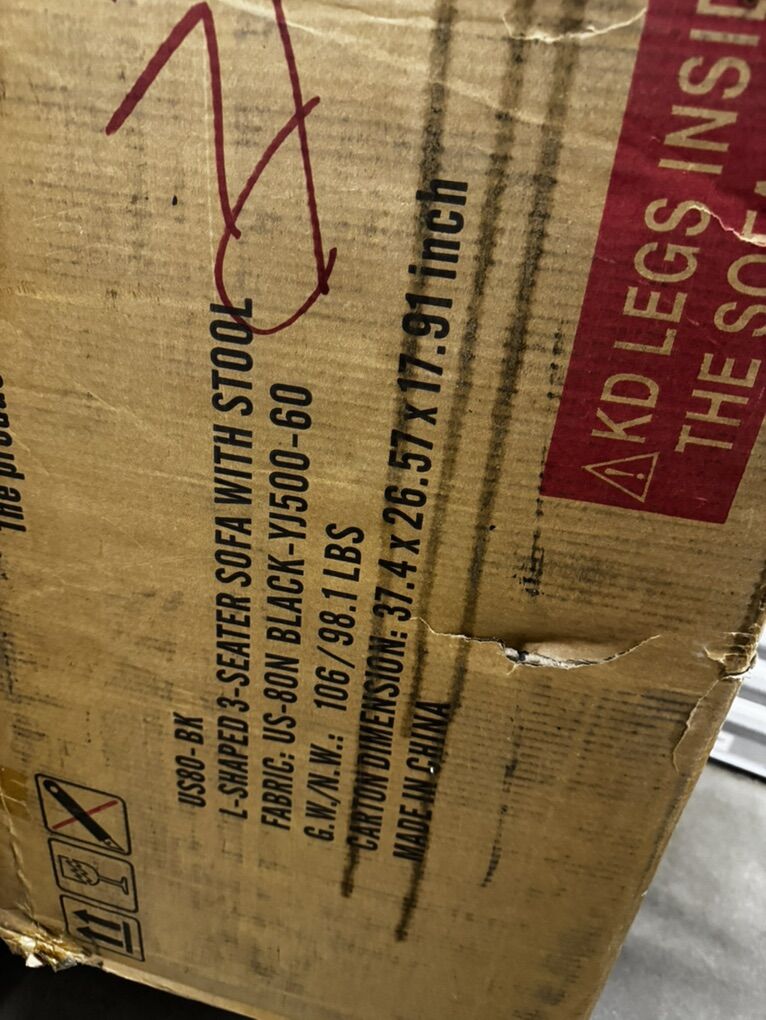 US80-BK
L-SHAPED 3-SEATER SOFA WITH STOOL
FABRIC: US-80N BLACK-YJ500-60
G.W./N.W.: 106/98.1 LBS
CARTON DIMENSION: 37.4 x 26.57 x 17.91 inch
MADE IN CHINA
KD LEGS INSID
THE SOFA